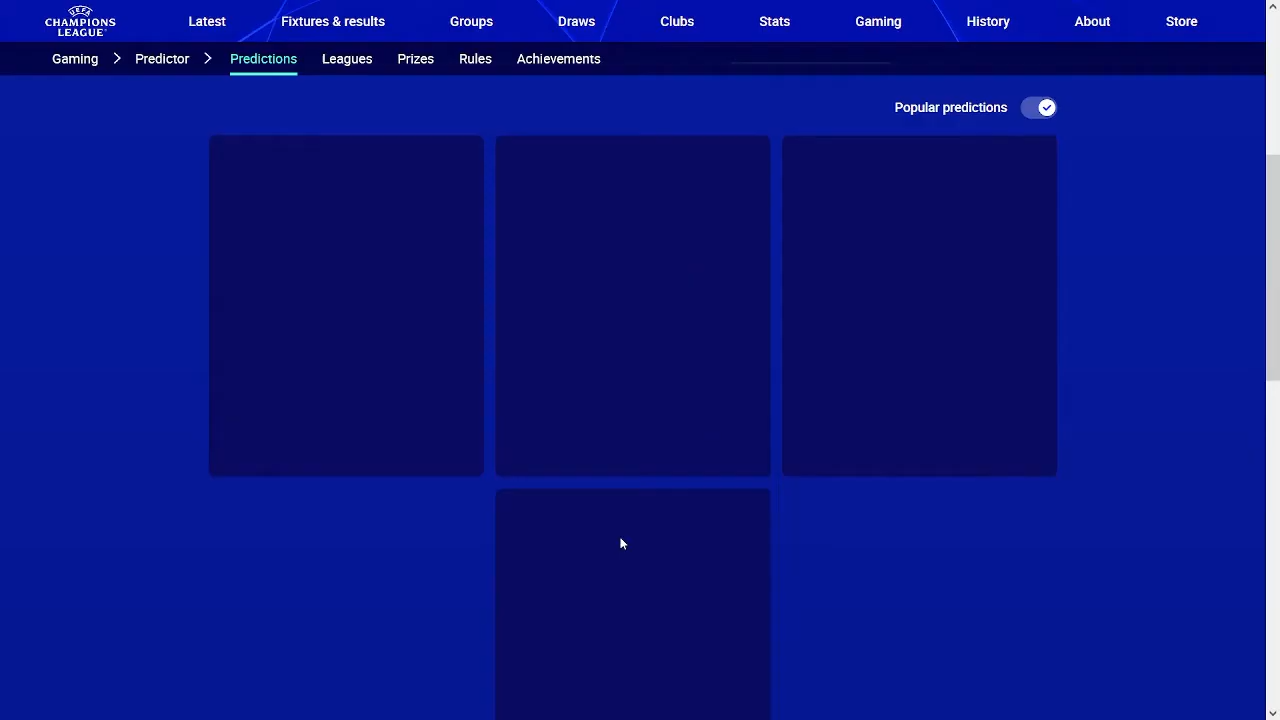 UEFA
CHAMPIONS
LEAGUE
Latest
Fixtures & results
Groups
Draws
Clubs
Stats
Gaming
History
About
Store
Gaming
Predictor
Predictions
Leagues
Prizes
Rules
Achievements
Popular predictions